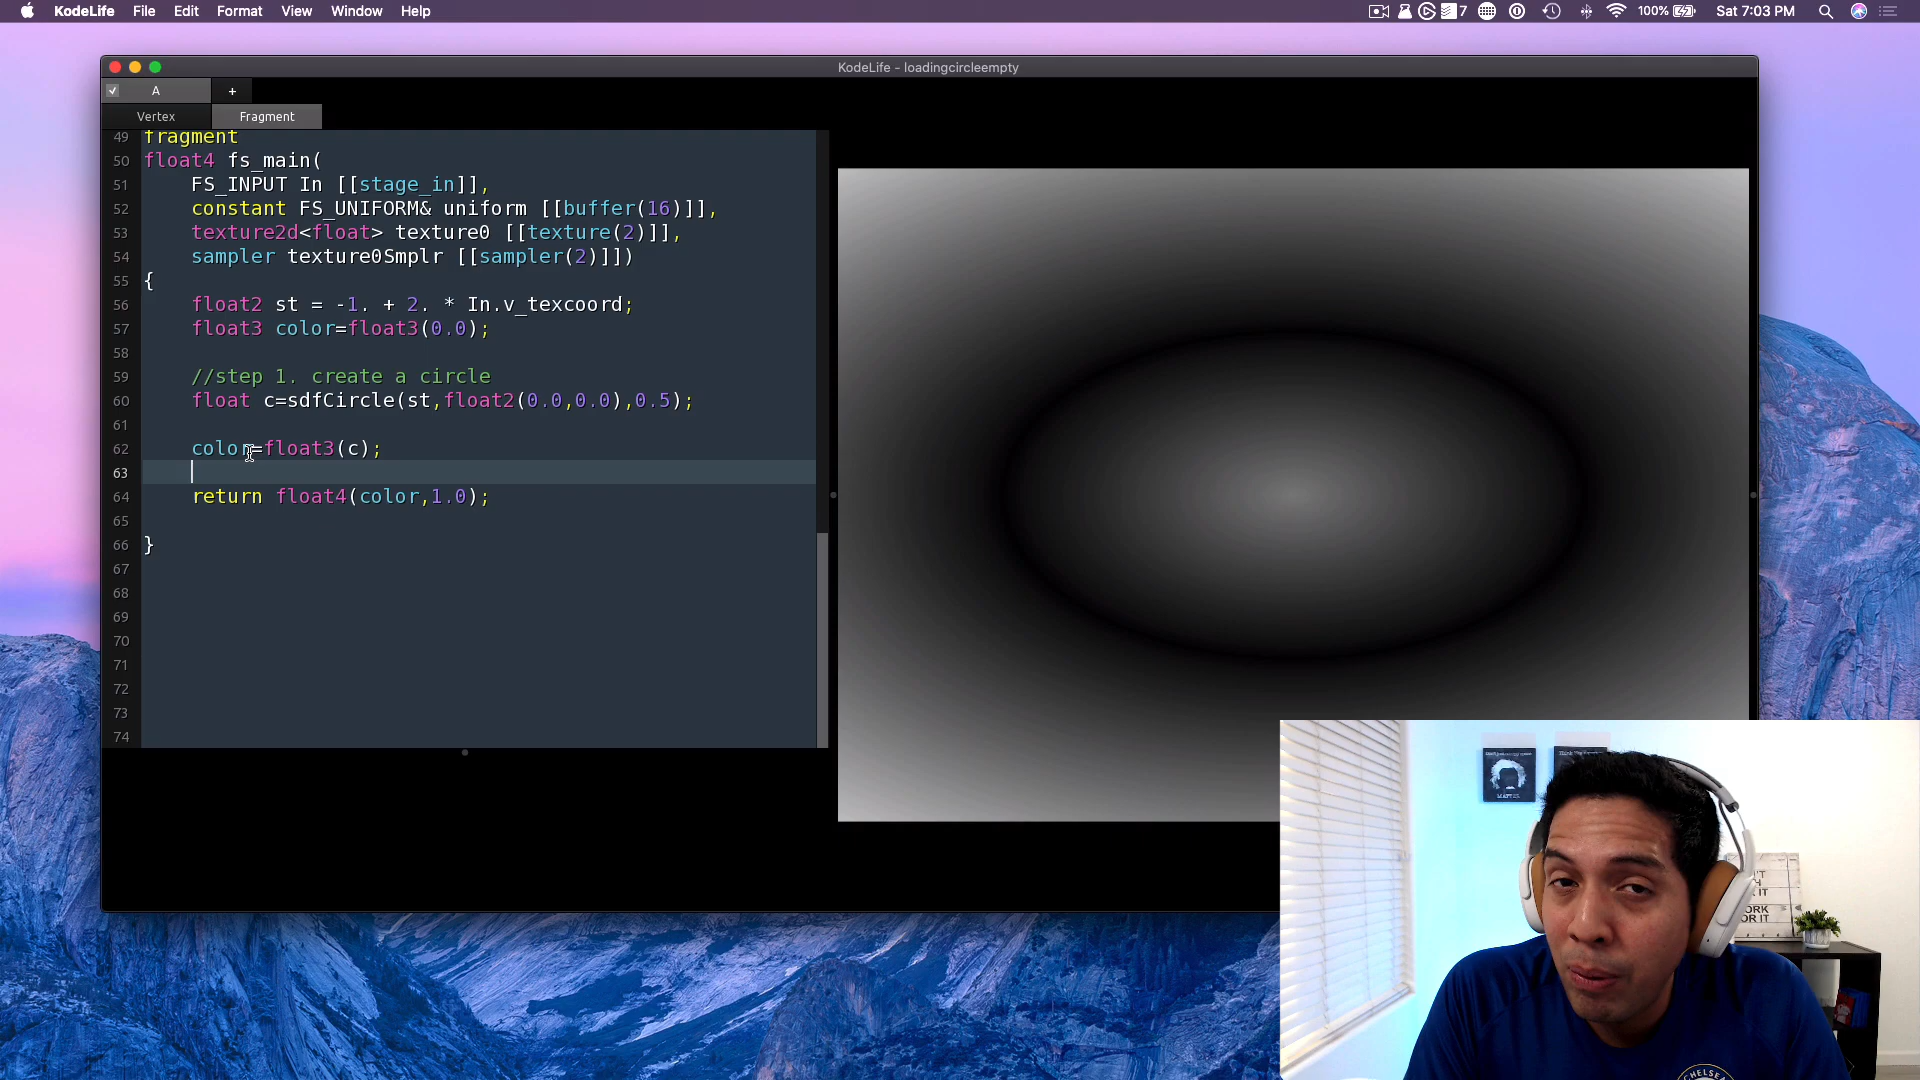 KodeLife File Edit Format View Window Help
7 100% Sat 7:03 PM
KodeLife - loadingcircleempty
A +
Vertex Fragment
49 fragment
50 float4 fs_main(
51 FS_INPUT In [[stage_in]],
52 constant FS_UNIFORM& uniform [[buffer(16)]],
53 texture2d<float> texture0 [[texture(2)]],
54 sampler texture0Smplr [[sampler(2)]])
55 {
56 float2 st = -1. + 2. * In.v_texcoord;
57 float3 color=float3(0.0);
58
59 //step 1. create a circle
60 float c=sdfCircle(st,float2(0.0,0.0),0.5);
61
62 color=float3(c);
63
64 return float4(color,1.0);
65
66 }
67
68
69
70
71
72
73
74
CHELSEA